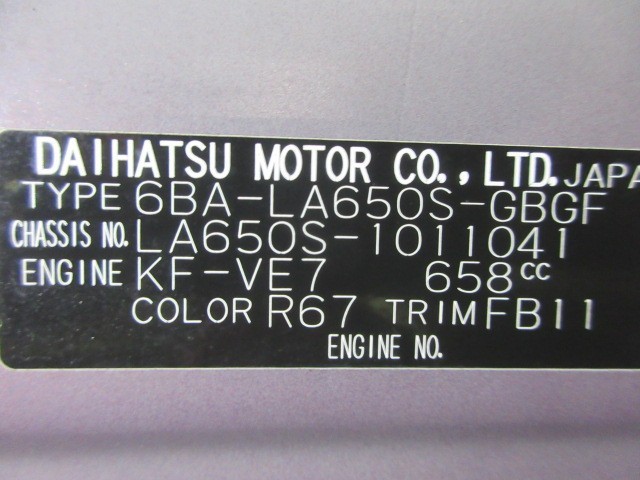 DAIHATSU MOTOR CO., LTD. JAPA
TYPE 6BA-LA650S-GBGF
CHASSIS NO. LA650S-1011041
ENGINE KF-VE7 658cc
COLOR R67 TRIM FB11
ENGINE NO.